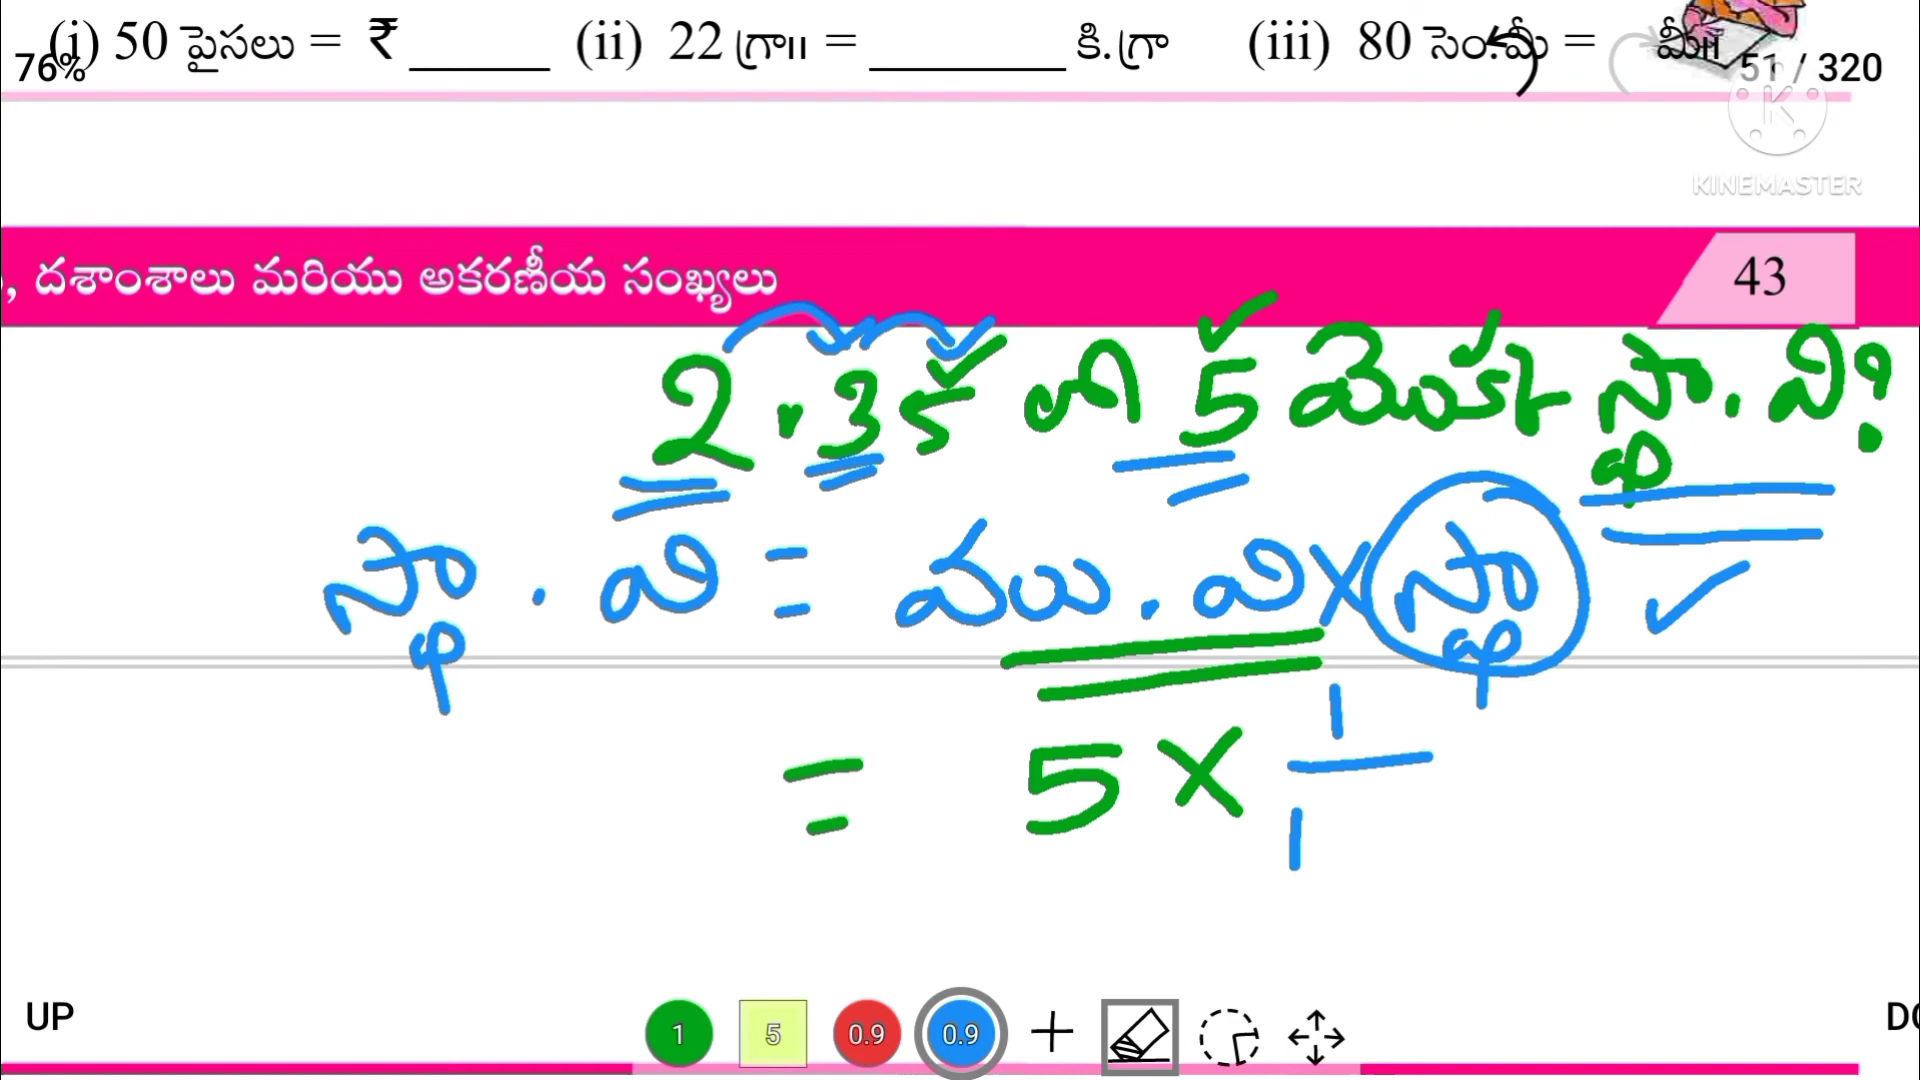 (i) 50 పైసలు = ₹ ______ (ii) 22 గ్రా॥ = ________ కి.గ్రా (iii) 80 సెం.మీ = మీ॥
76% 51 / 320
KINEMASTER
, దశాంశాలు మరియు అకరణీయ సంఖ్యలు 43
2.35 లో 5 యొక్క స్థా. వి?
స్థా . వి = ము . వి × స్థా
= 5 × 1/1
UP
1 5 0.9 0.9